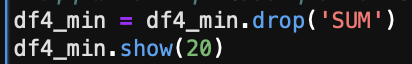 df4_min = df4_min.drop('SUM')
df4_min.show(20)